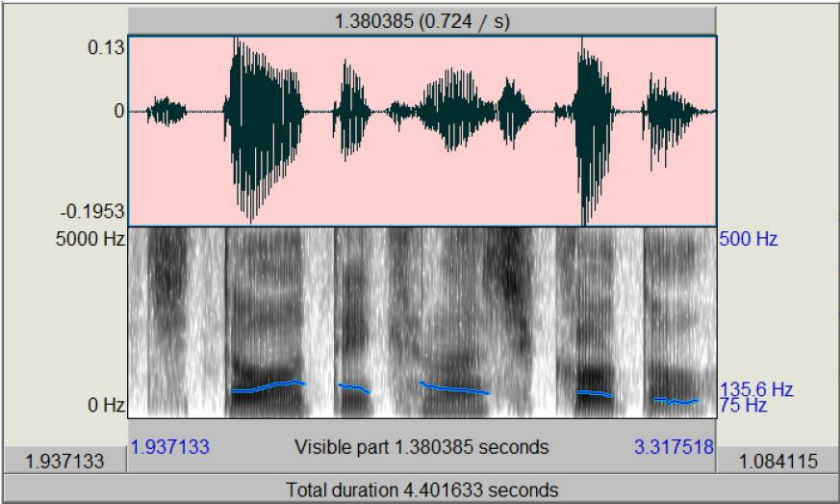 1.380385 (0.724 / s)
0.13
0
-0.1953
5000 Hz
500 Hz
135.6 Hz
0 Hz
75 Hz
1.937133
Visible part 1.380385 seconds
3.317518
1.937133
1.084115
Total duration 4.401633 seconds